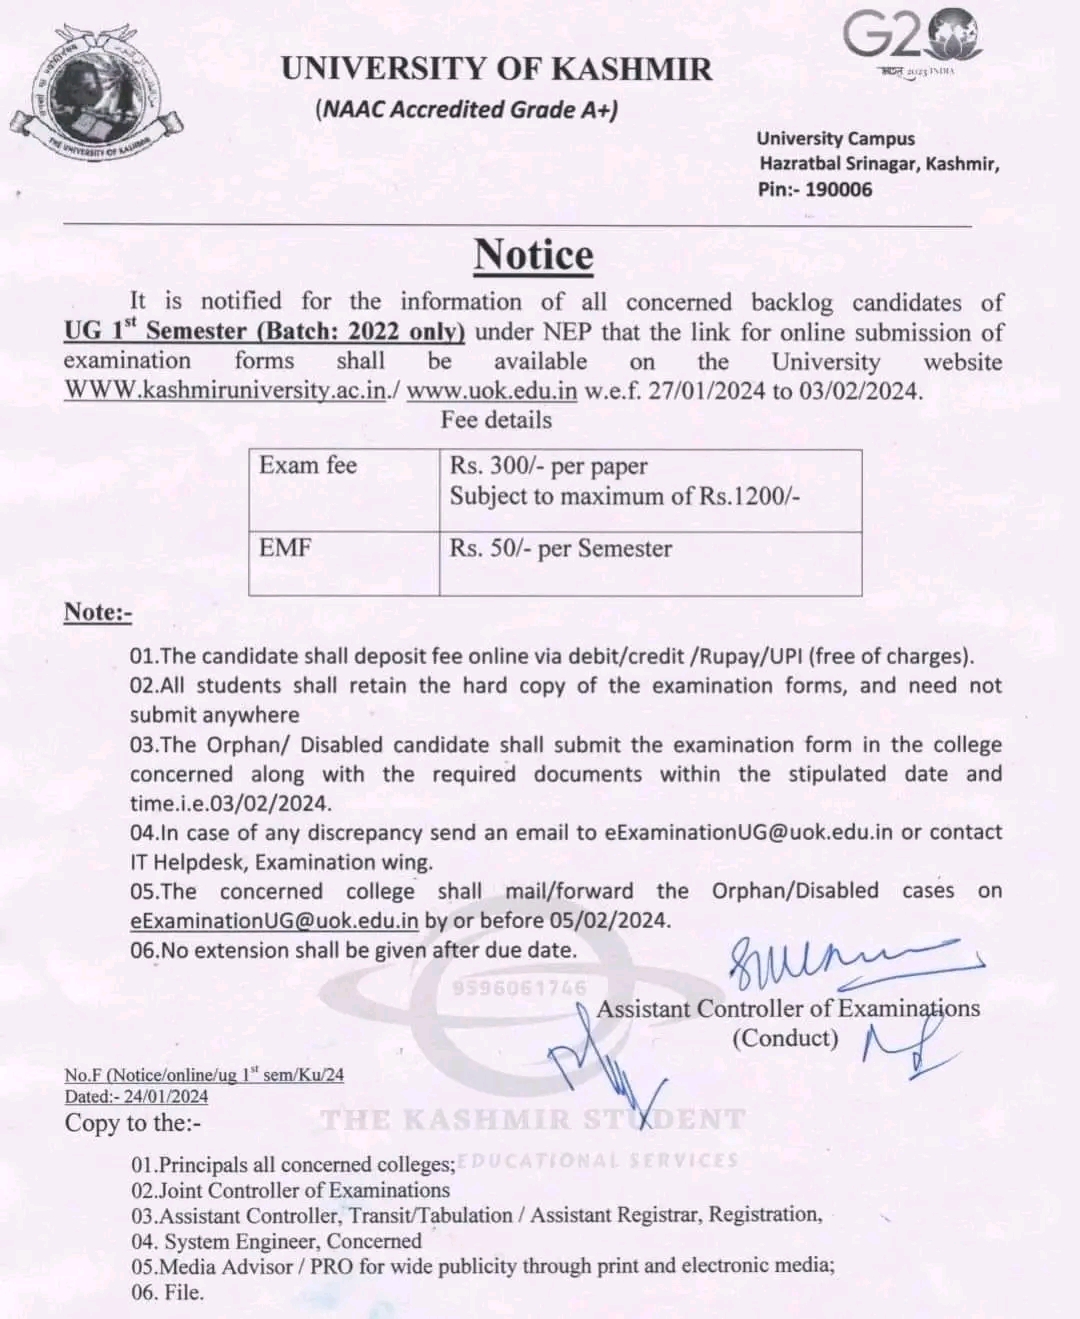 G20
भारत 2023 INDIA
THE UNIVERSITY OF KASHMIR
UNIVERSITY OF KASHMIR
(NAAC Accredited Grade A+)
University Campus
Hazratbal Srinagar, Kashmir,
Pin:- 190006
Notice
It is notified for the information of all concerned backlog candidates of
UG 1st Semester (Batch: 2022 only) under NEP that the link for online submission of
examination forms shall be available on the University website
WWW.kashmiruniversity.ac.in./ www.uok.edu.in w.e.f. 27/01/2024 to 03/02/2024.
Fee details
Exam fee Rs. 300/- per paper
Subject to maximum of Rs.1200/-
EMF Rs. 50/- per Semester
Note:-
01.The candidate shall deposit fee online via debit/credit /Rupay/UPI (free of charges).
02.All students shall retain the hard copy of the examination forms, and need not
submit anywhere
03.The Orphan/ Disabled candidate shall submit the examination form in the college
concerned along with the required documents within the stipulated date and
time.i.e.03/02/2024.
04.In case of any discrepancy send an email to eExaminationUG@uok.edu.in or contact
IT Helpdesk, Examination wing.
05.The concerned college shall mail/forward the Orphan/Disabled cases on
eExaminationUG@uok.edu.in by or before 05/02/2024.
06.No extension shall be given after due date.
9596061746
Assistant Controller of Examinations
(Conduct)
No.F (Notice/online/ug 1st sem/Ku/24
Dated:- 24/01/2024
Copy to the:-
THE KASHMIR STUDENT
EDUCATIONAL SERVICES
01.Principals all concerned colleges;
02.Joint Controller of Examinations
03.Assistant Controller, Transit/Tabulation / Assistant Registrar, Registration,
04. System Engineer, Concerned
05.Media Advisor / PRO for wide publicity through print and electronic media;
06. File.